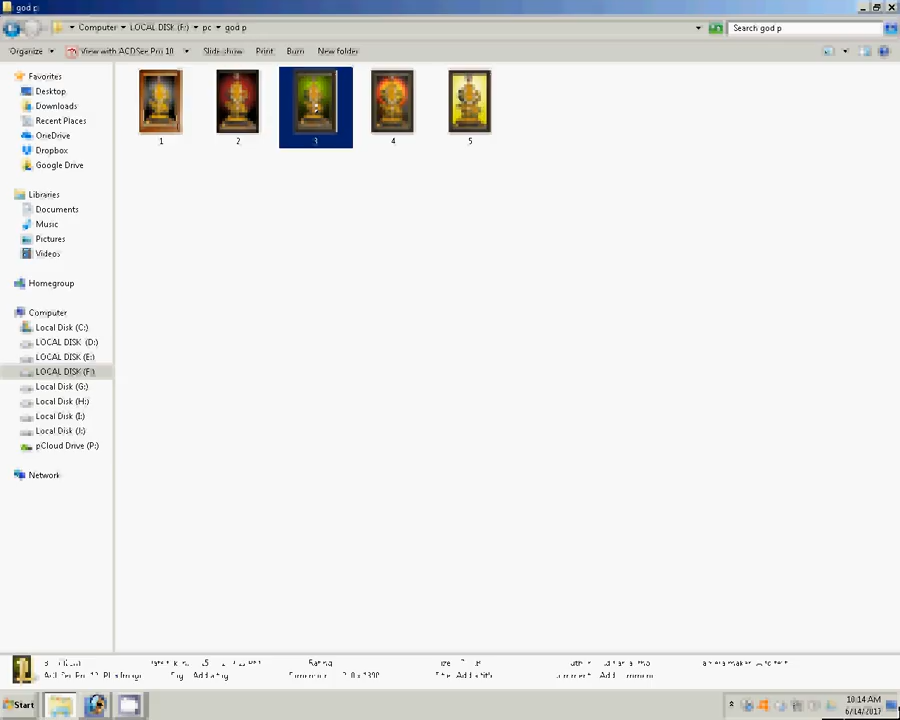 god p
Computer LOCAL DISK (F:) pc god p
Search god p
Organize View with ACDSee Pro 10 Slide show Print Burn New folder
Favorites
Desktop
Downloads
Recent Places
OneDrive
Dropbox
Google Drive
Libraries
Documents
Music
Pictures
Videos
Homegroup
Computer
Local Disk (C:)
LOCAL DISK (D:)
LOCAL DISK (E:)
LOCAL DISK (F:)
Local Disk (G:)
Local Disk (H:)
Local Disk (I:)
Local Disk (J:)
pCloud Drive (P:)
Network
1 2 3 4 5
Rating
Start
10:14 AM
6/14/2017